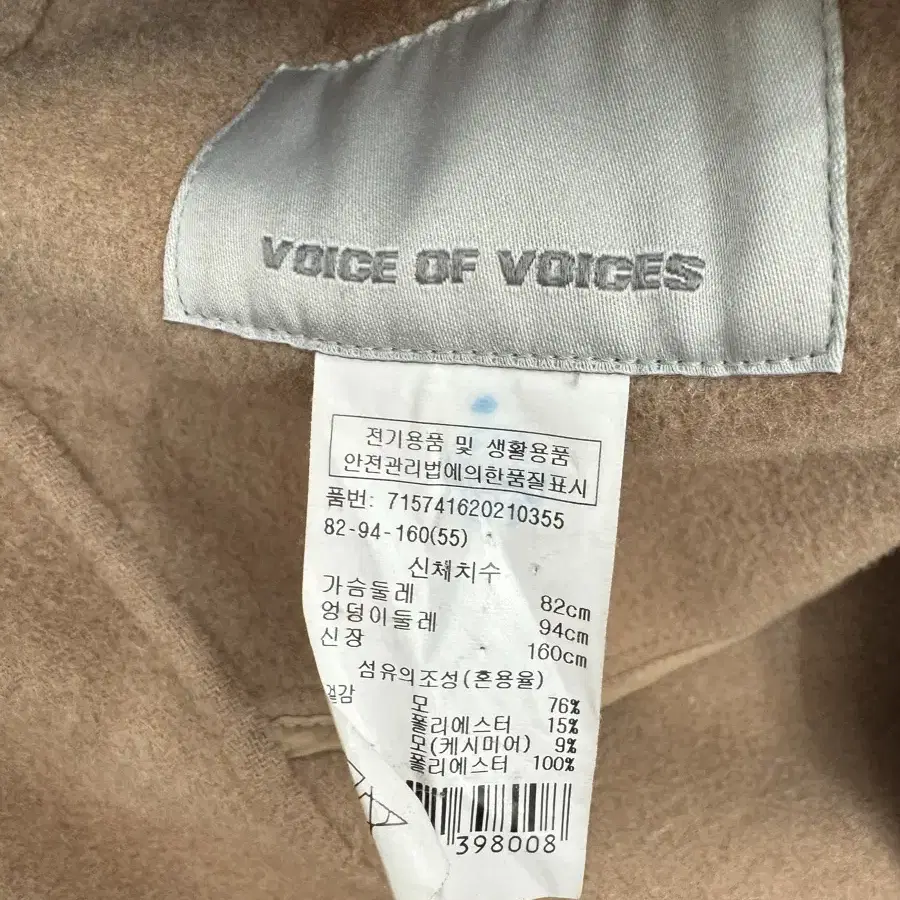 VOICE OF VOICES
전기용품 및 생활용품
안전관리법에의한품질표시
품번: 715741620210355
82-94-160(55)
신체치수
가슴둘레 82cm
엉덩이둘레 94cm
신장 160cm
섬유의조성(혼용율)
겉감 모 76%
폴리에스터 15%
모(케시미어) 9%
폴리에스터 100%
398008